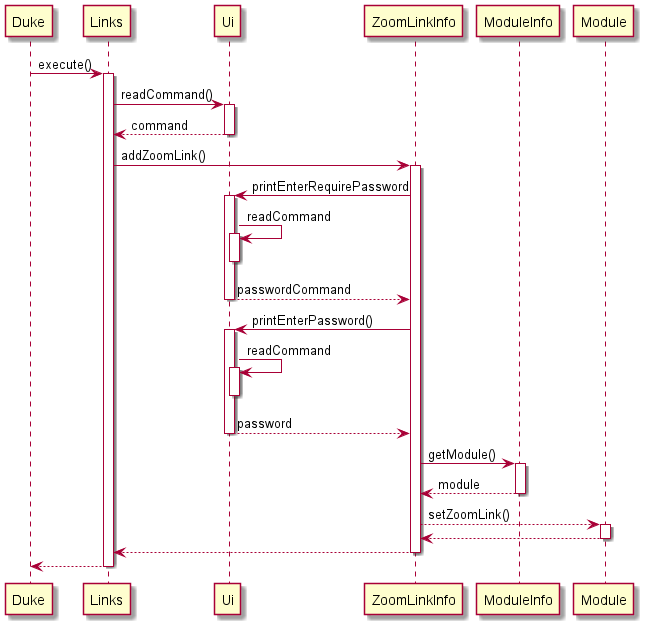 Duke Links Ui ZoomLinkInfo ModuleInfo Module
execute()
readCommand()
command
addZoomLink()
printEnterRequirePassword
readCommand
passwordCommand
printEnterPassword()
readCommand
password
getModule()
module
setZoomLink()
Duke Links Ui ZoomLinkInfo ModuleInfo Module